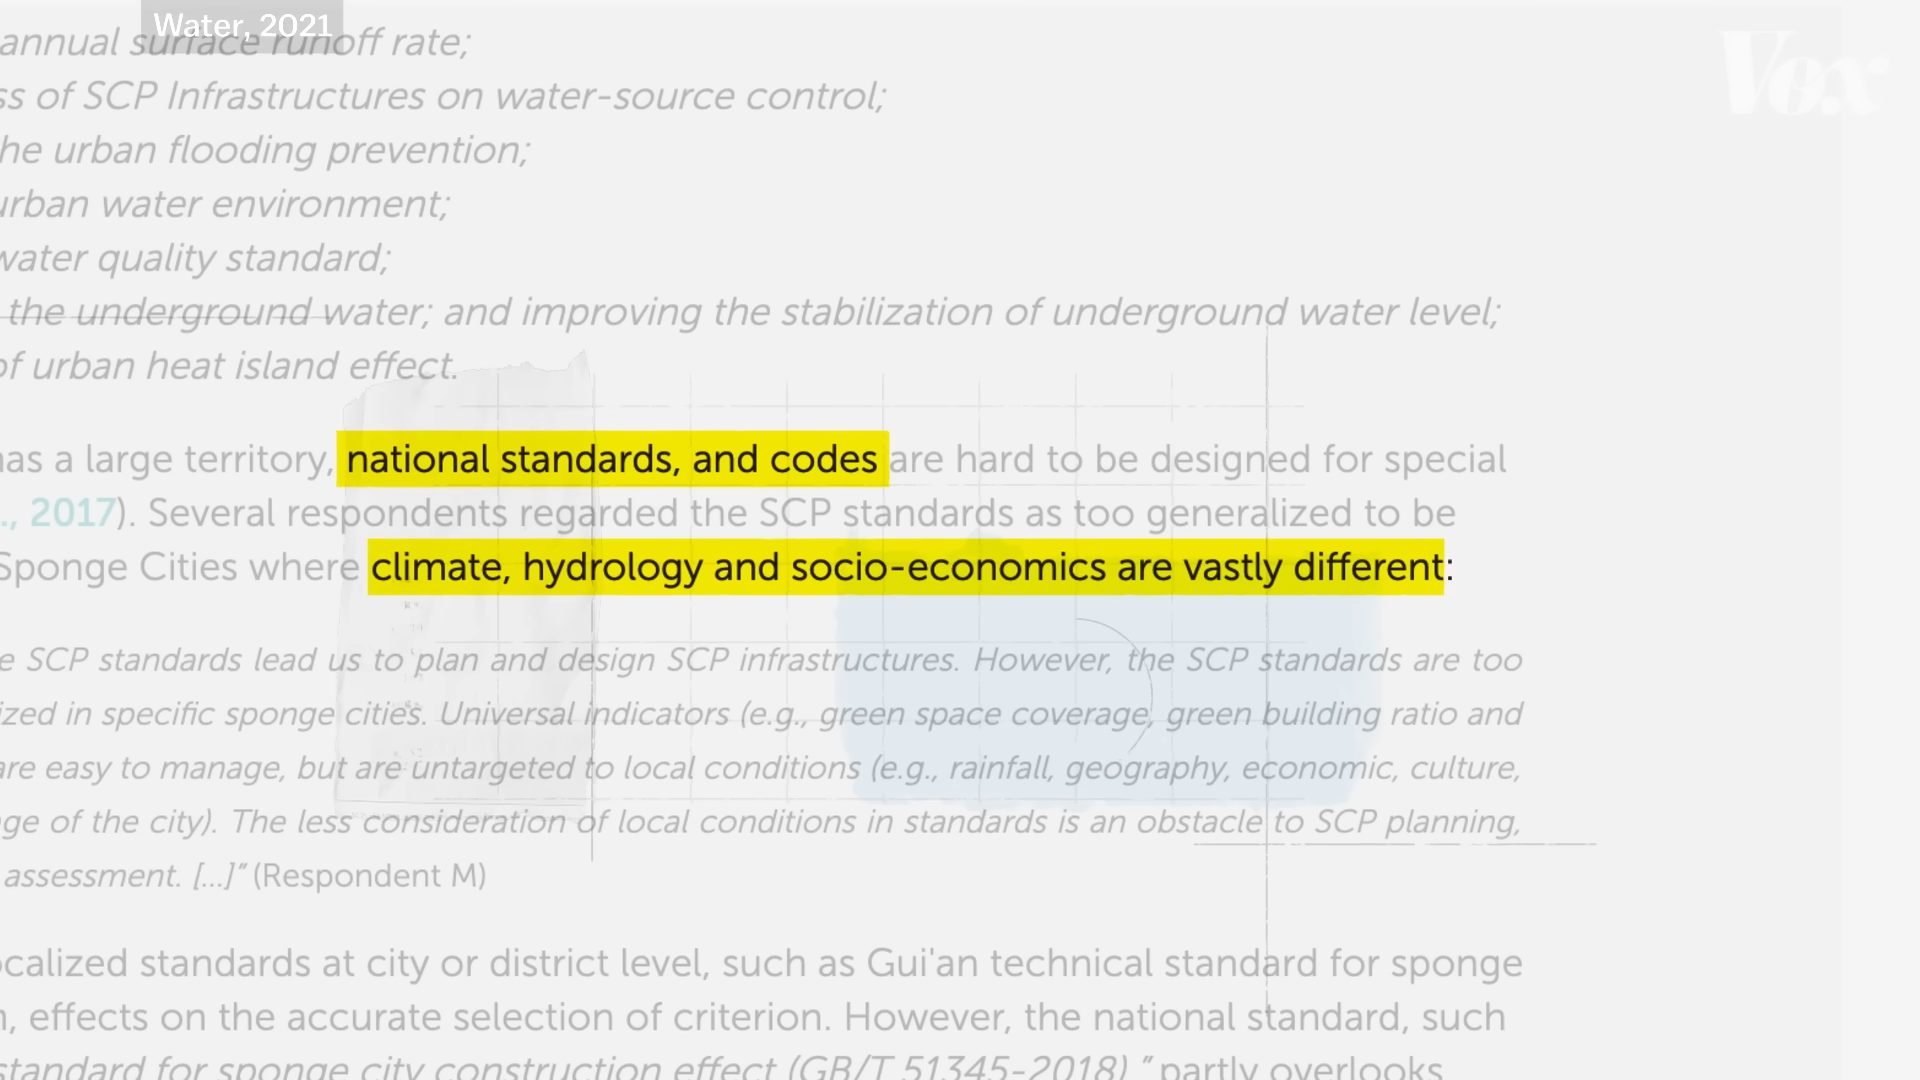 Water, 2021
Vox
annual surface runoff rate;
ss of SCP Infrastructures on water-source control;
he urban flooding prevention;
urban water environment;
water quality standard;
the underground water; and improving the stabilization of underground water level;
of urban heat island effect.
has a large territory, national standards, and codes are hard to be designed for special
., 2017). Several respondents regarded the SCP standards as too generalized to be
Sponge Cities where climate, hydrology and socio-economics are vastly different:
e SCP standards lead us to plan and design SCP infrastructures. However, the SCP standards are too
ized in specific sponge cities. Universal indicators (e.g., green space coverage, green building ratio and
are easy to manage, but are untargeted to local conditions (e.g., rainfall, geography, economic, culture,
ge of the city). The less consideration of local conditions in standards is an obstacle to SCP planning,
assessment. [...]” (Respondent M)
ocalized standards at city or district level, such as Gui'an technical standard for sponge
n, effects on the accurate selection of criterion. However, the national standard, such
standard for sponge city construction effect (GB/T 51345-2018),” partly overlooks